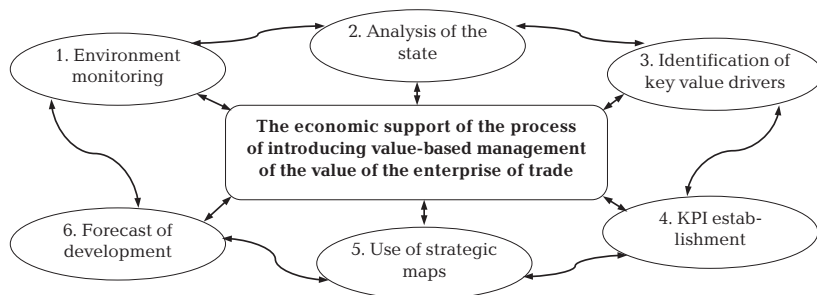 1. Environment
monitoring
2. Analysis of the
state
3. Identification of
key value drivers
The economic support of the process
of introducing value-based management
of the value of the enterprise of trade
4. KPI estab-
lishment
5. Use of strategic
maps
6. Forecast of
development